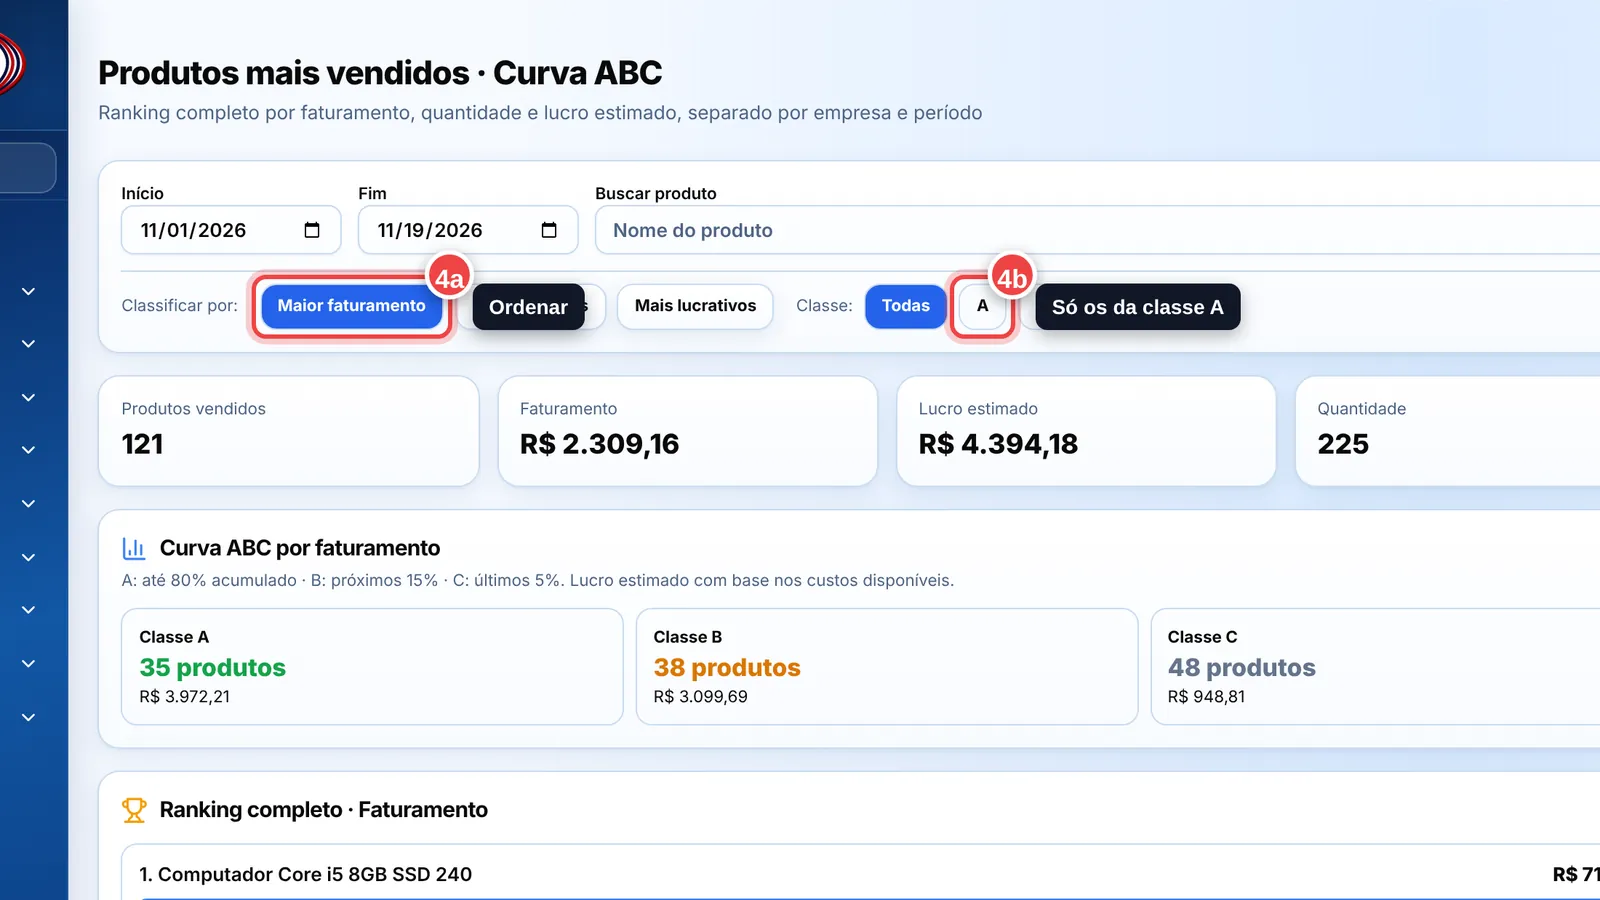 Produtos mais vendidos · Curva ABC
Ranking completo por faturamento, quantidade e lucro estimado, separado por empresa e período
Início
Fim
Buscar produto
11/01/2026
11/19/2026
Nome do produto
4a
4b
Classificar por:
Maior faturamento
Ordenar
Mais lucrativos
Classe:
Todas
A
Só os da classe A
Produtos vendidos
121
Faturamento
R$ 2.309,16
Lucro estimado
R$ 4.394,18
Quantidade
225
Curva ABC por faturamento
A: até 80% acumulado · B: próximos 15% · C: últimos 5%. Lucro estimado com base nos custos disponíveis.
Classe A
35 produtos
R$ 3.972,21
Classe B
38 produtos
R$ 3.099,69
Classe C
48 produtos
R$ 948,81
Ranking completo · Faturamento
1. Computador Core i5 8GB SSD 240
R$ 71